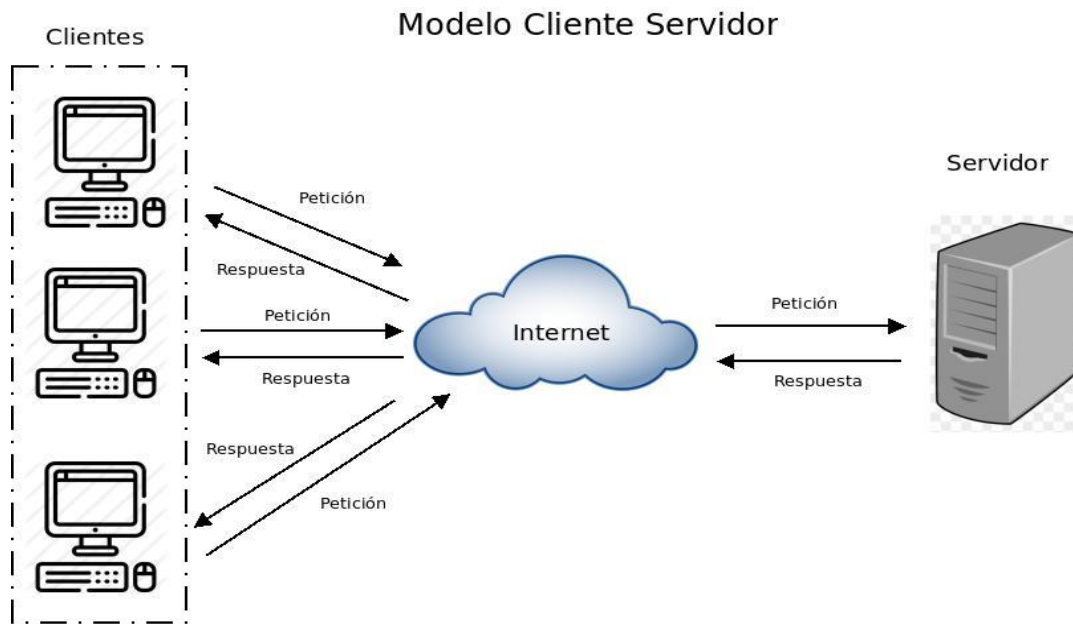 Modelo Cliente Servidor
Clientes
Servidor
Petición
Respuesta
Petición
Respuesta
Respuesta
Petición
Internet
Petición
Respuesta